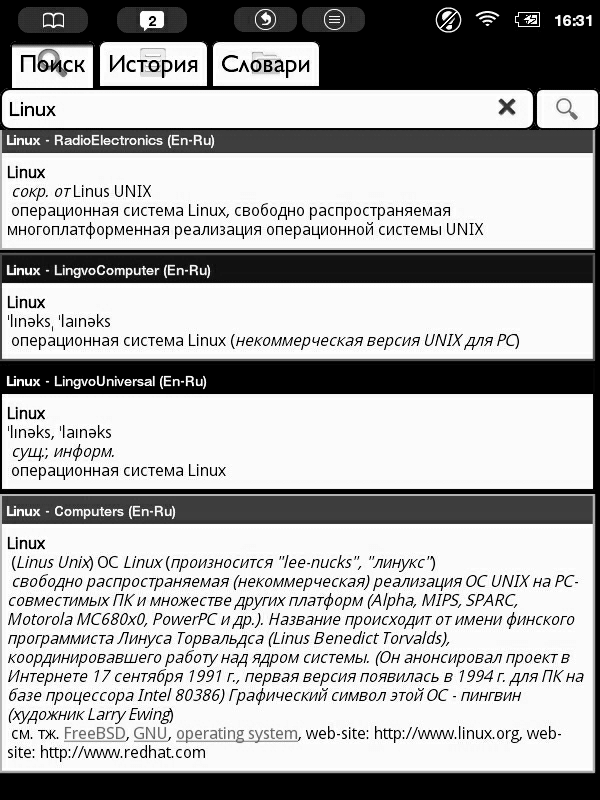 2
16:31
Поиск
История
Словари
Linux
Linux - RadioElectronics (En-Ru)
Linux
сокр. от Linus UNIX
операционная система Linux, свободно распространяемая
многоплатформенная реализация операционной системы UNIX
Linux - LingvoComputer (En-Ru)
Linux
ˈlɪnəks, ˈlaɪnəks
операционная система Linux (некоммерческая версия UNIX для PC)
Linux - LingvoUniversal (En-Ru)
Linux
ˈlɪnəks, ˈlaɪnəks
сущ.; информ.
операционная система Linux
Linux - Computers (En-Ru)
Linux
(Linus Unix) ОС Linux (произносится "lee-nucks", "линукс")
свободно распространяемая (некоммерческая) реализация ОС UNIX на PC-
совместимых ПК и множестве других платформ (Alpha, MIPS, SPARC,
Motorola MC680x0, PowerPC и др.). Название происходит от имени финского
программиста Линуса Торвальдса (Linus Benedict Torvalds),
координировавшего работу над ядром системы. (Он анонсировал проект в
Интернете 17 сентября 1991 г., первая версия появилась в 1994 г. для ПК на
базе процессора Intel 80386) Графический символ этой ОС - пингвин
(художник Larry Ewing)
см. тж. FreeBSD, GNU, operating system, web-site: http://www.linux.org, web-
site: http://www.redhat.com